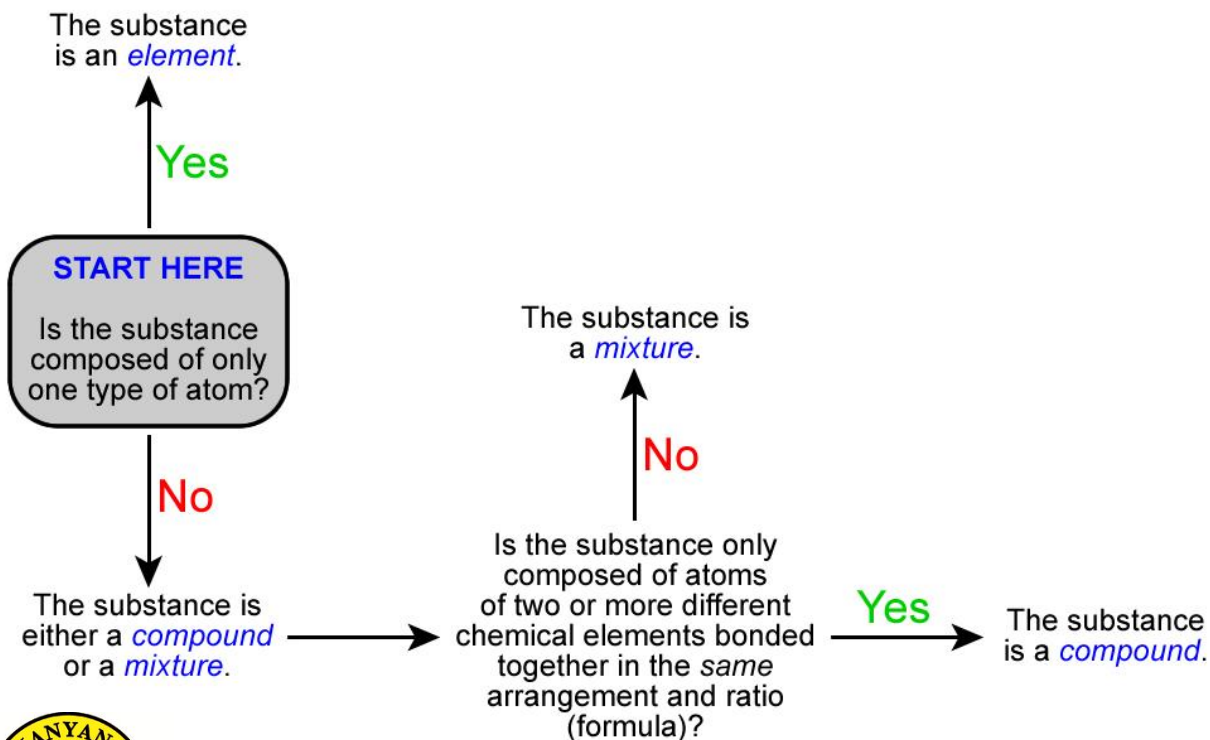 The substance
is an element.
Yes
START HERE
Is the substance
composed of only
one type of atom?
No
The substance is
either a compound
or a mixture.
The substance is
a mixture.
No
Is the substance only
composed of atoms
of two or more different
chemical elements bonded
together in the same
arrangement and ratio
(formula)?
Yes
The substance
is a compound.